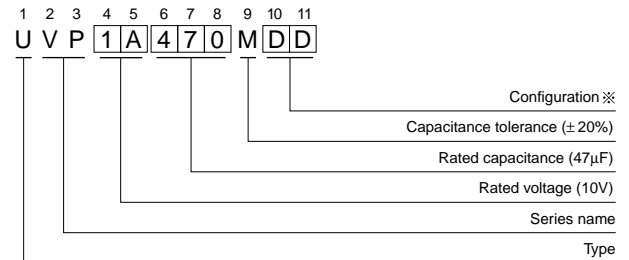 1 2 3 4 5 6 7 8 9 10 11
U V P 1 A 4 7 0 M D D
Configuration ※
Capacitance tolerance (±20%)
Rated capacitance (47μF)
Rated voltage (10V)
Series name
Type